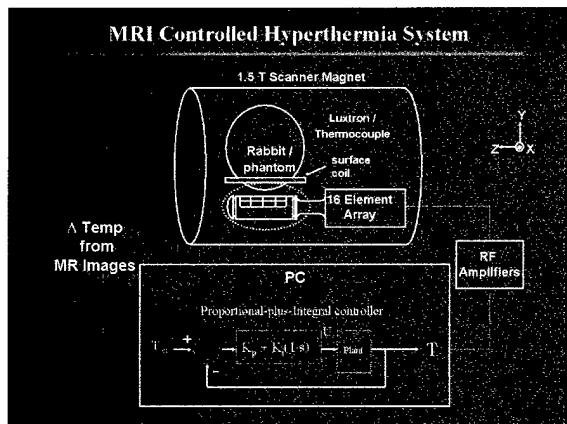 MRI Controlled Hyperthermia System
1.5 T Scanner Magnet
Luxtron /
Thermocouple
Rabbit /
phantom
surface
coil
16 Element
Array
Y
Z
X
Δ Temp
from
MR Images
RF
Amplifiers
PC
Proportional-plus-Integral controller
+
U
Plant
T
-